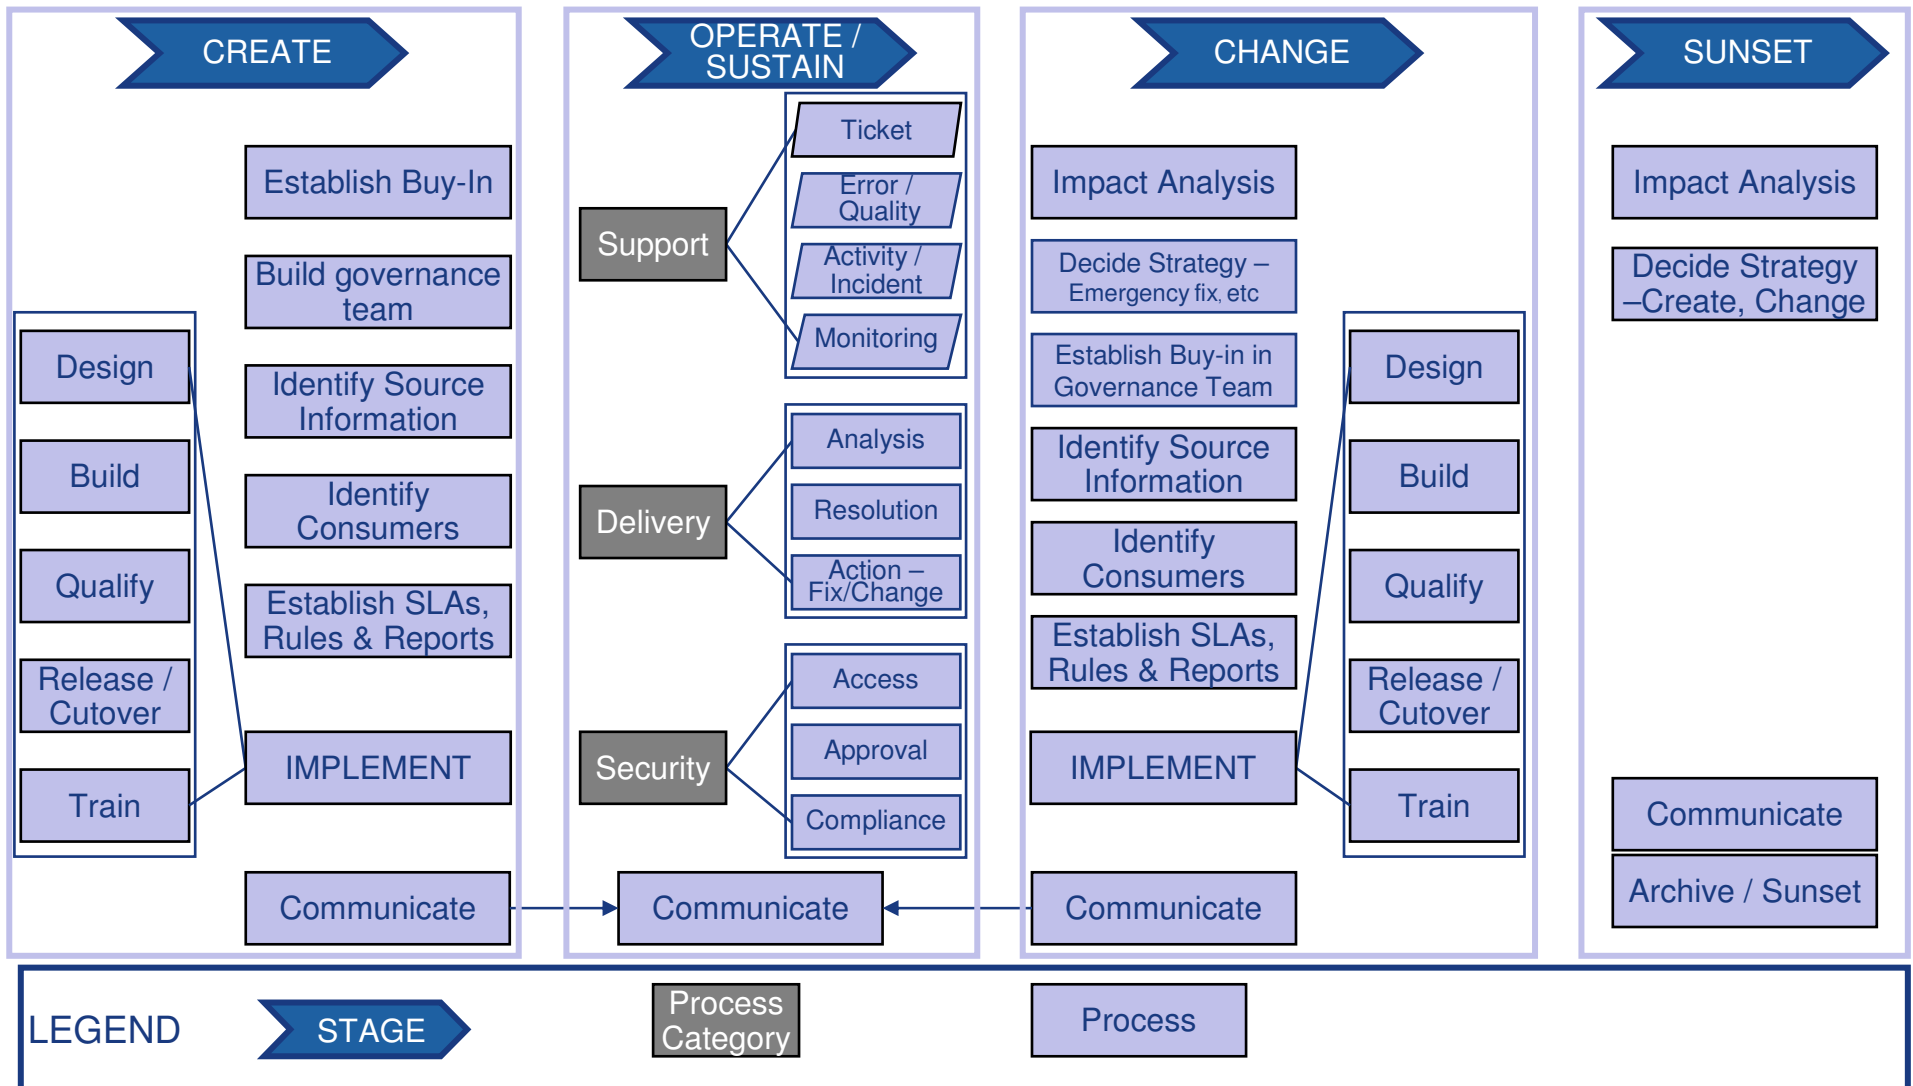 CREATE
Establish Buy-In
Build governance
team
Identify Source
Information
Identify
Consumers
Establish SLAs,
Rules & Reports
IMPLEMENT
Communicate
Design
Build
Qualify
Release /
Cutover
Train
OPERATE /
SUSTAIN
Support
Ticket
Error /
Quality
Activity /
Incident
Monitoring
Delivery
Analysis
Resolution
Action –
Fix/Change
Security
Access
Approval
Compliance
Communicate
CHANGE
Impact Analysis
Decide Strategy –
Emergency fix, etc
Establish Buy-in in
Governance Team
Identify Source
Information
Identify
Consumers
Establish SLAs,
Rules & Reports
IMPLEMENT
Communicate
Design
Build
Qualify
Release /
Cutover
Train
SUNSET
Impact Analysis
Decide Strategy
–Create, Change
Communicate
Archive / Sunset
LEGEND
STAGE
Process
Category
Process